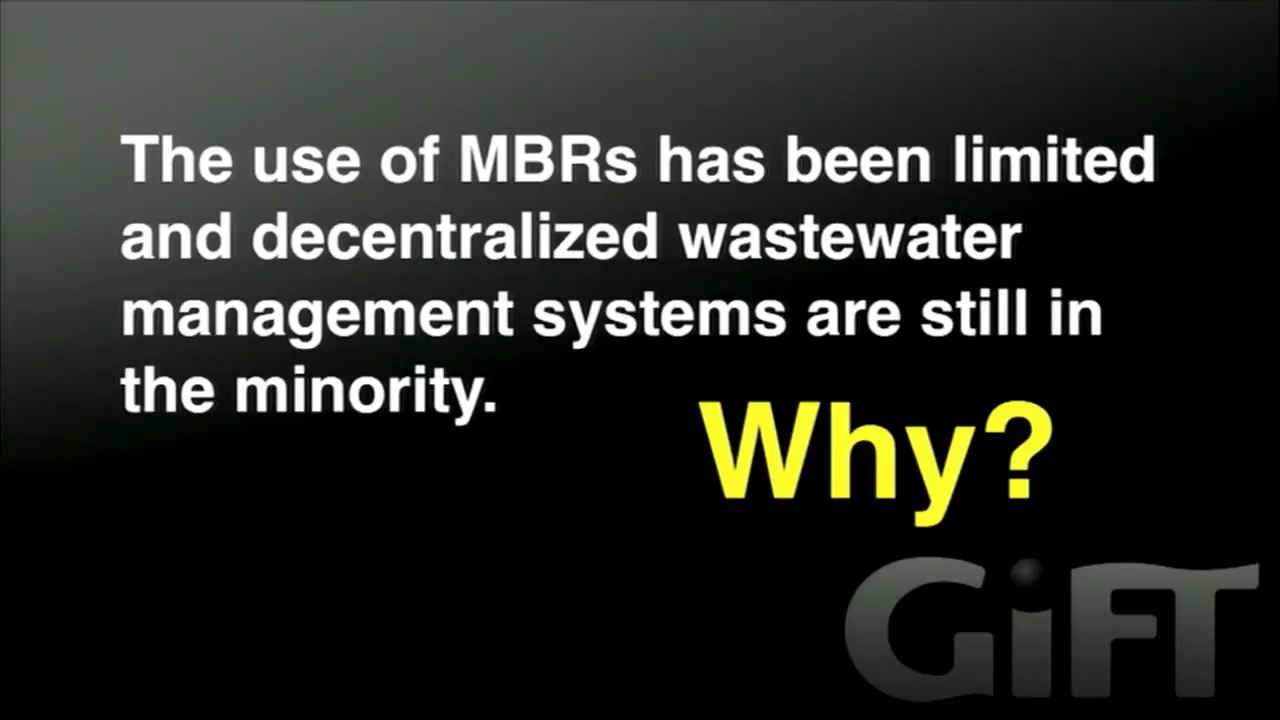 The use of MBRs has been limited
and decentralized wastewater
management systems are still in
the minority.
Why?
GiFT